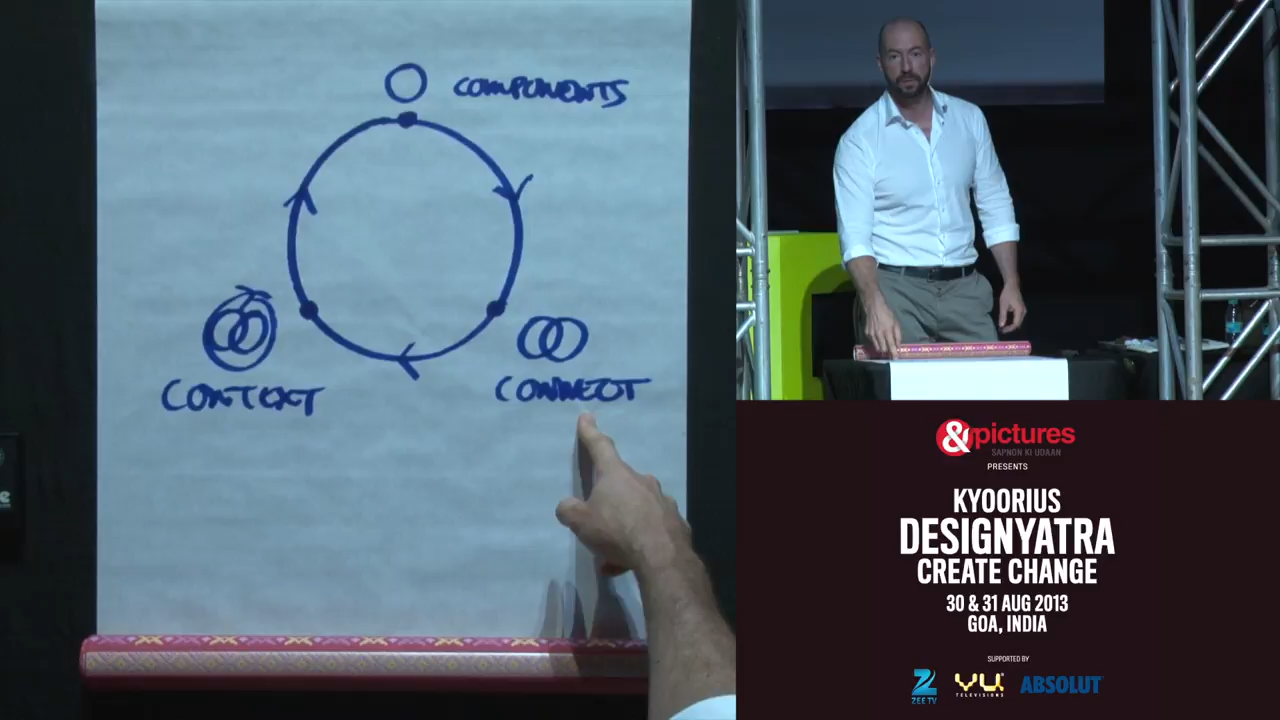 COMPONENTS
CONTEXT
CONNECT
&pictures
SAPNON KI UDAAN
PRESENTS
KYOORIUS
DESIGNYATRA
CREATE CHANGE
30 & 31 AUG 2013
GOA, INDIA
SUPPORTED BY
ZEE TV
VU
TELEVISIONS
ABSOLUT